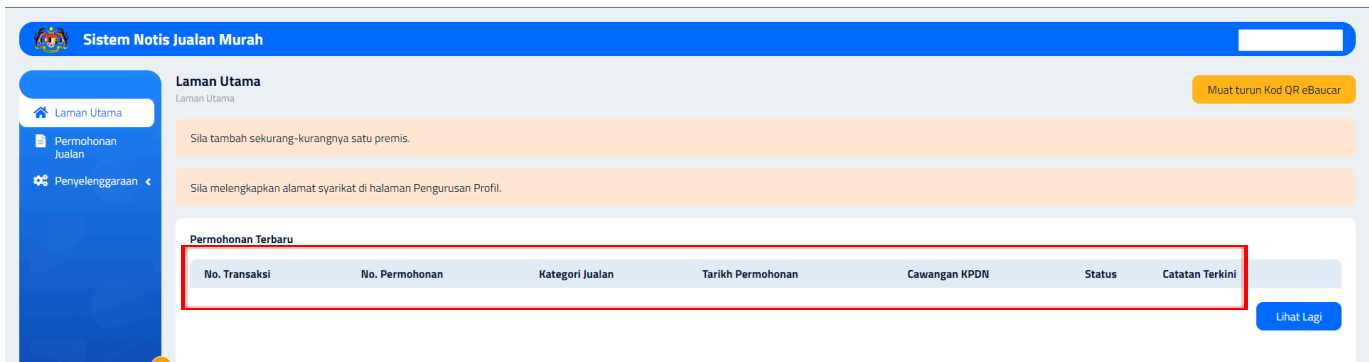 Sistem Notis Jualan Murah
Laman Utama
Permohonan
Jualan
Penyelenggaraan
Laman Utama
Laman Utama
Muat turun Kod QR eBaucar
Sila tambah sekurang-kurangnya satu premis.
Sila melengkapkan alamat syarikat di halaman Pengurusan Profil.
Permohonan Terbaru
No. Transaksi No. Permohonan Kategori Jualan Tarikh Permohonan Cawangan KPDN Status Catatan Terkini
Lihat Lagi